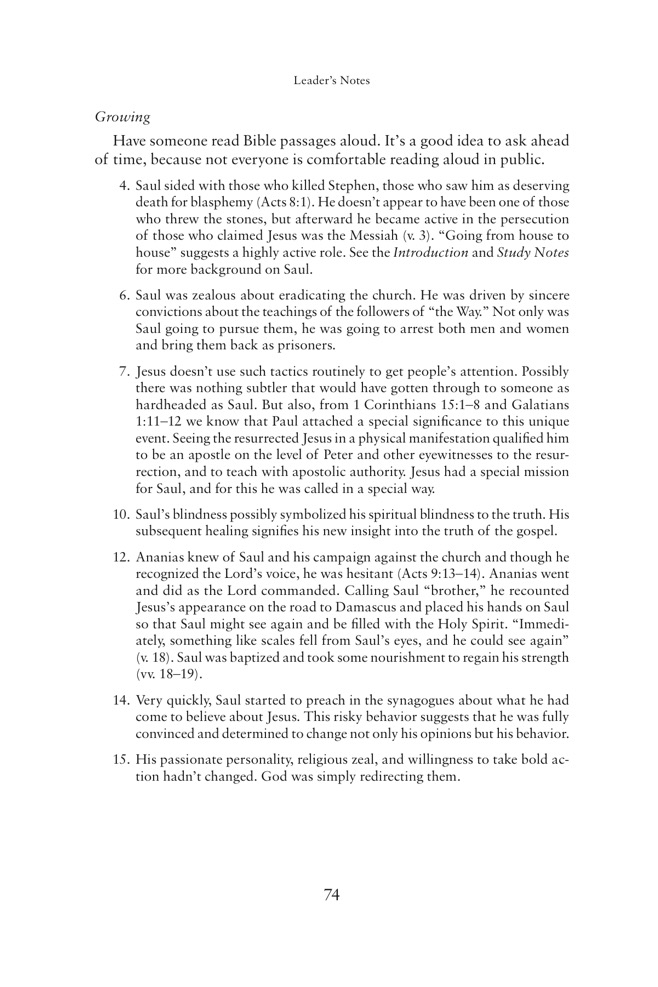 Leader’s Notes
Growing
Have someone read Bible passages aloud. It’s a good idea to ask ahead
of time, because not everyone is comfortable reading aloud in public.
4. Saul sided with those who killed Stephen, those who saw him as deserving
death for blasphemy (Acts 8:1). He doesn’t appear to have been one of those
who threw the stones, but afterward he became active in the persecution
of those who claimed Jesus was the Messiah (v. 3). “Going from house to
house” suggests a highly active role. See the Introduction and Study Notes
for more background on Saul.
6. Saul was zealous about eradicating the church. He was driven by sincere
convictions about the teachings of the followers of “the Way.” Not only was
Saul going to pursue them, he was going to arrest both men and women
and bring them back as prisoners.
7. Jesus doesn’t use such tactics routinely to get people’s attention. Possibly
there was nothing subtler that would have gotten through to someone as
hardheaded as Saul. But also, from 1 Corinthians 15:1–8 and Galatians
1:11–12 we know that Paul attached a special significance to this unique
event. Seeing the resurrected Jesus in a physical manifestation qualified him
to be an apostle on the level of Peter and other eyewitnesses to the resur-
rection, and to teach with apostolic authority. Jesus had a special mission
for Saul, and for this he was called in a special way.
10. Saul’s blindness possibly symbolized his spiritual blindness to the truth. His
subsequent healing signifies his new insight into the truth of the gospel.
12. Ananias knew of Saul and his campaign against the church and though he
recognized the Lord’s voice, he was hesitant (Acts 9:13–14). Ananias went
and did as the Lord commanded. Calling Saul “brother,” he recounted
Jesus’s appearance on the road to Damascus and placed his hands on Saul
so that Saul might see again and be filled with the Holy Spirit. “Immedi-
ately, something like scales fell from Saul’s eyes, and he could see again”
(v. 18). Saul was baptized and took some nourishment to regain his strength
(vv. 18–19).
14. Very quickly, Saul started to preach in the synagogues about what he had
come to believe about Jesus. This risky behavior suggests that he was fully
convinced and determined to change not only his opinions but his behavior.
15. His passionate personality, religious zeal, and willingness to take bold ac-
tion hadn’t changed. God was simply redirecting them.
74